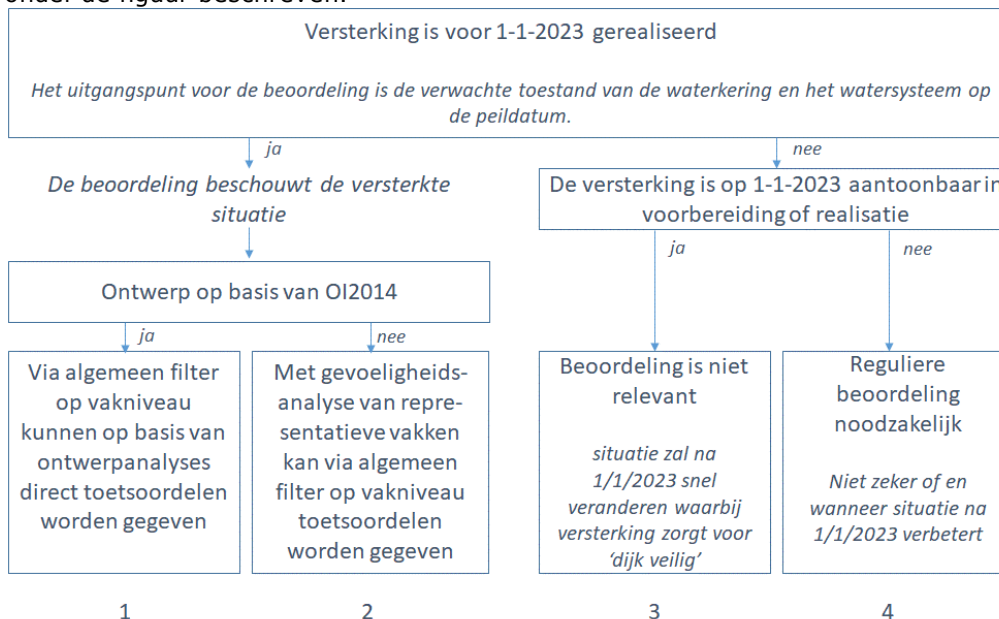 onder de figuur beschreven.
Versterking is voor 1-1-2023 gerealiseerd
Het uitgangspunt voor de beoordeling is de verwachte toestand van de waterkering en het watersysteem op
de peildatum.
ja
nee
De beoordeling beschouwt de versterkte
situatie
De versterking is op 1-1-2023 aantoonbaar in
voorbereiding of realisatie
ja
nee
Ontwerp op basis van OI2014
ja
nee
Via algemeen filter
op vakniveau
kunnen op basis van
ontwerpanalyses
direct toetsoordelen
worden gegeven
Met gevoeligheids-
analyse van repre-
sentatieve vakken
kan via algemeen
filter op vakniveau
toetsoordelen
worden gegeven
Beoordeling is niet
relevant
situatie zal na
1/1/2023 snel
veranderen waarbij
versterking zorgt voor
‘dijk veilig’
Reguliere
beoordeling
noodzakelijk
Niet zeker of en
wanneer situatie na
1/1/2023 verbetert
1
2
3
4